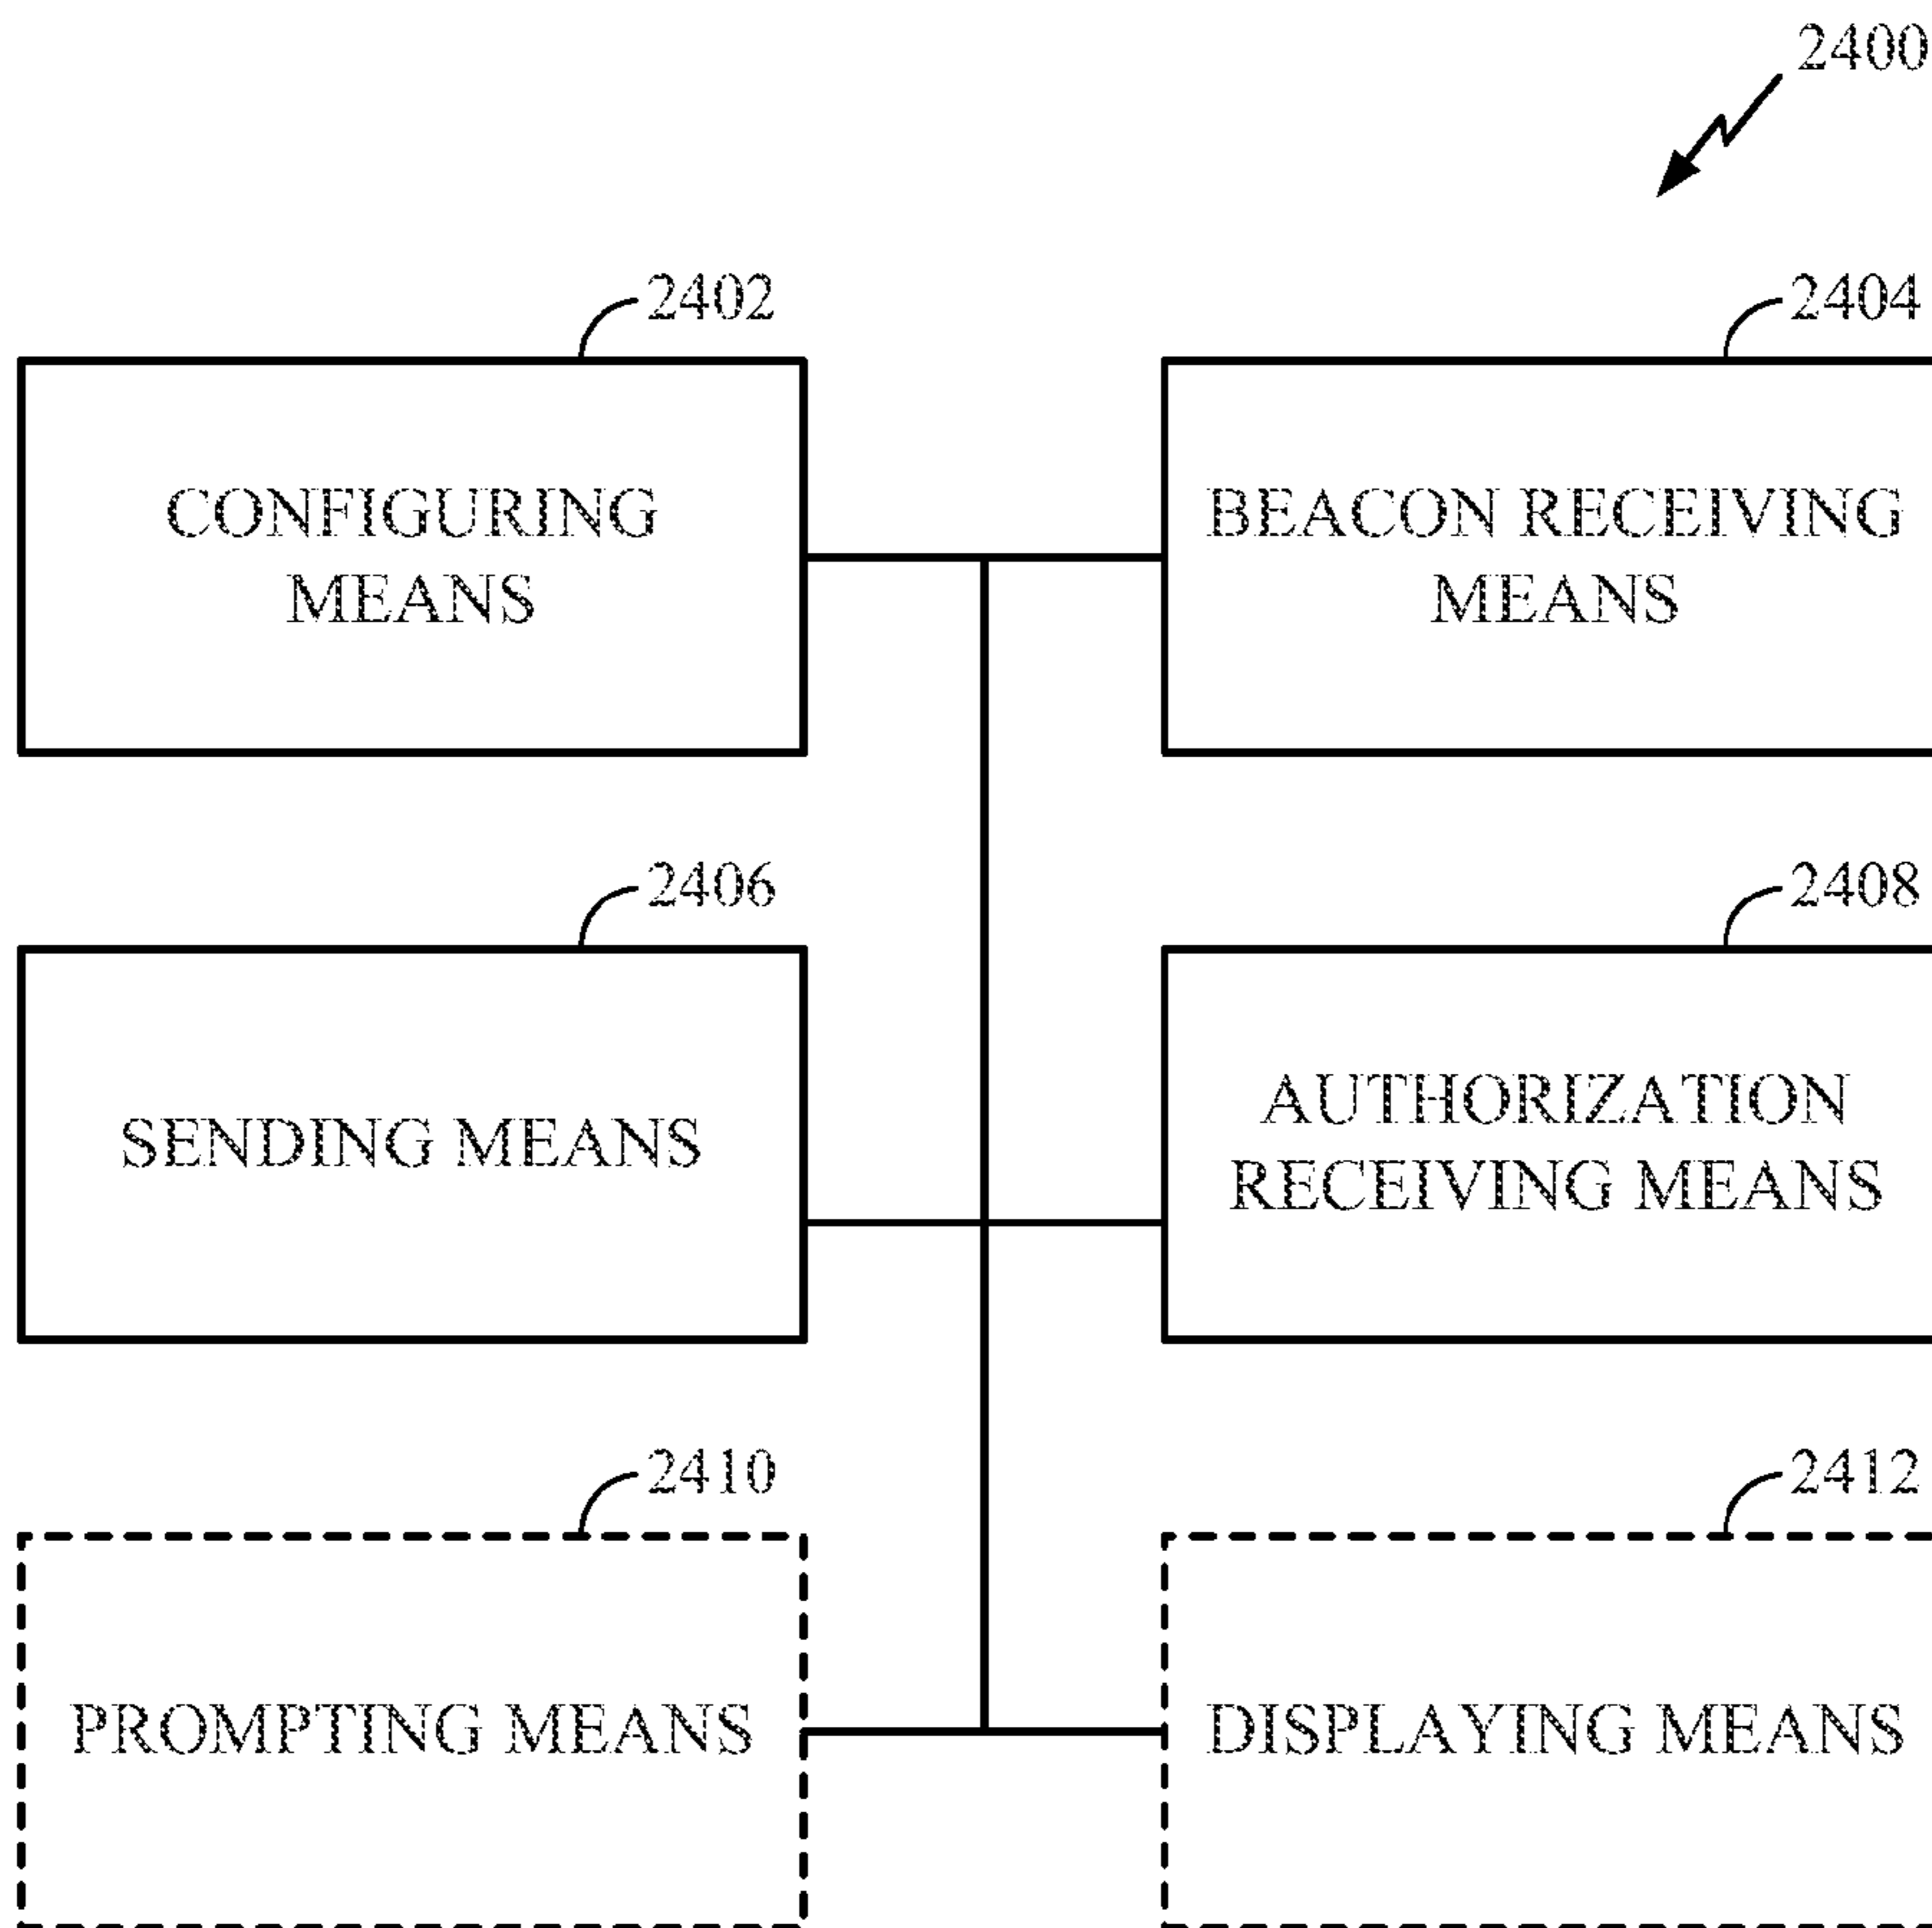 2400
2402
2404
CONFIGURING
MEANS
BEACON RECEIVING
MEANS
2406
2408
SENDING MEANS
AUTHORIZATION
RECEIVING MEANS
2410
2412
PROMPTING MEANS
DISPLAYING MEANS